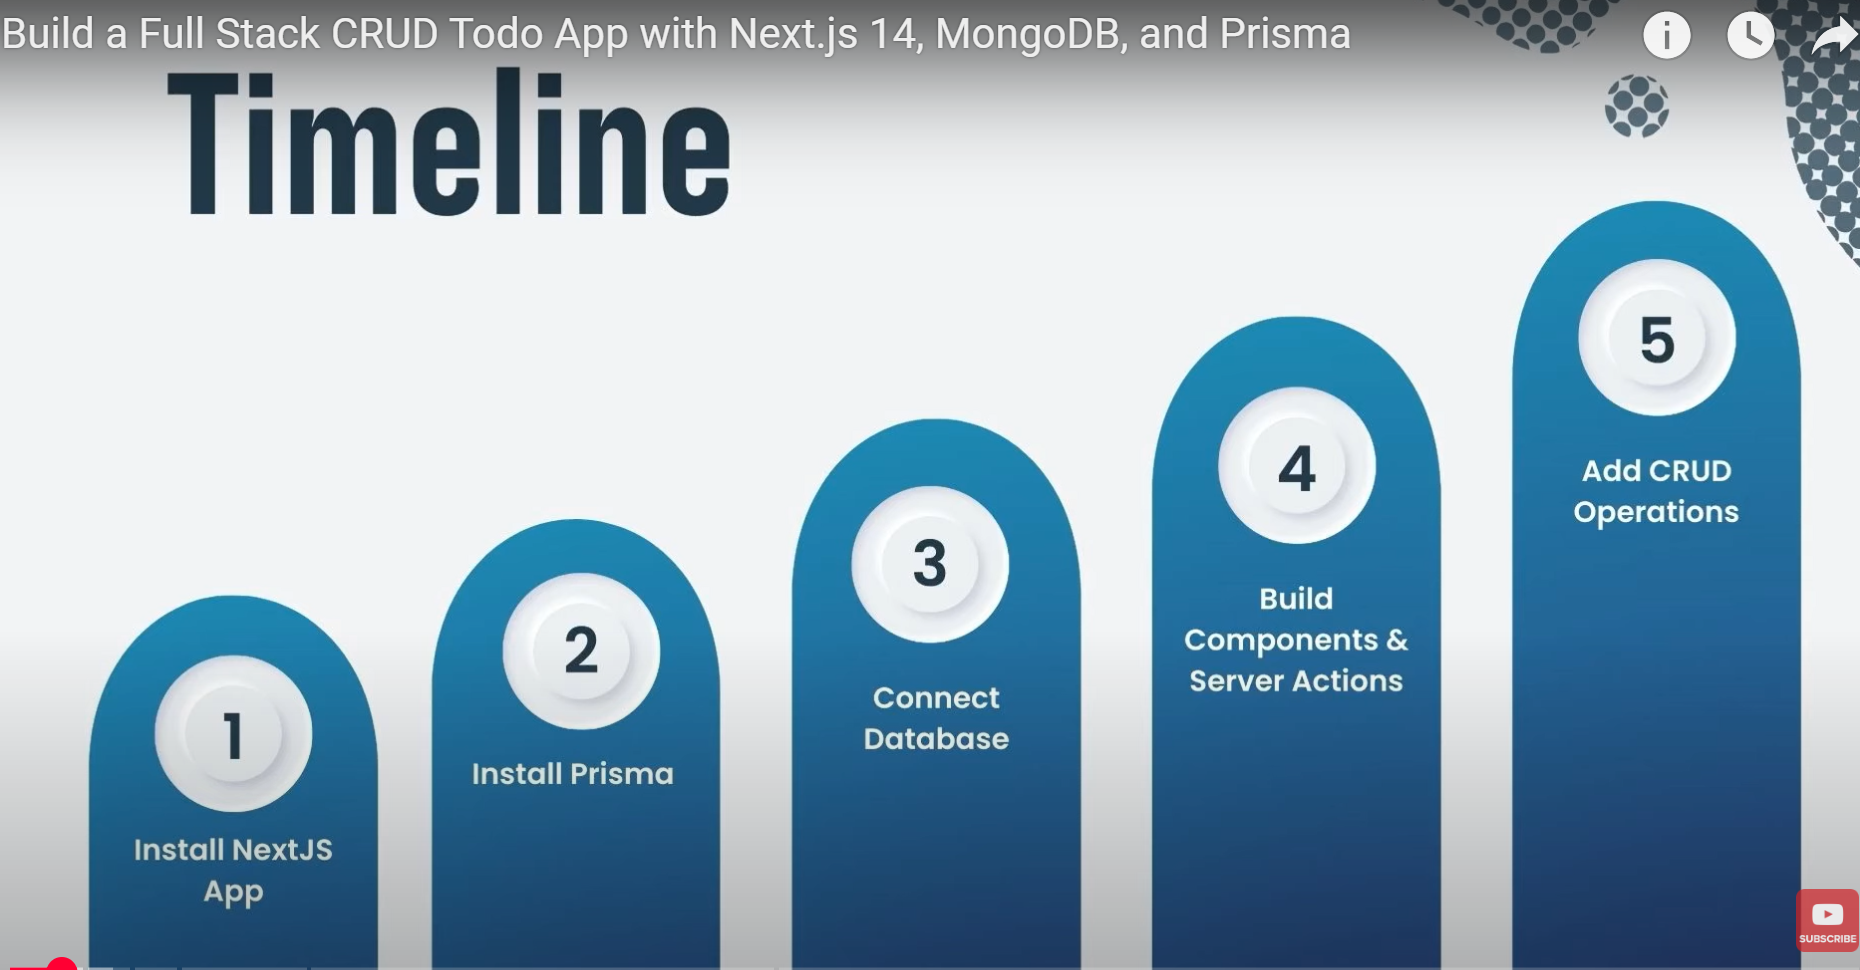 Build a Full Stack CRUD Todo App with Next.js 14, MongoDB, and Prisma
Timeline
1
Install NextJS
App
2
Install Prisma
3
Connect
Database
4
Build
Components &
Server Actions
5
Add CRUD
Operations
SUBSCRIBE